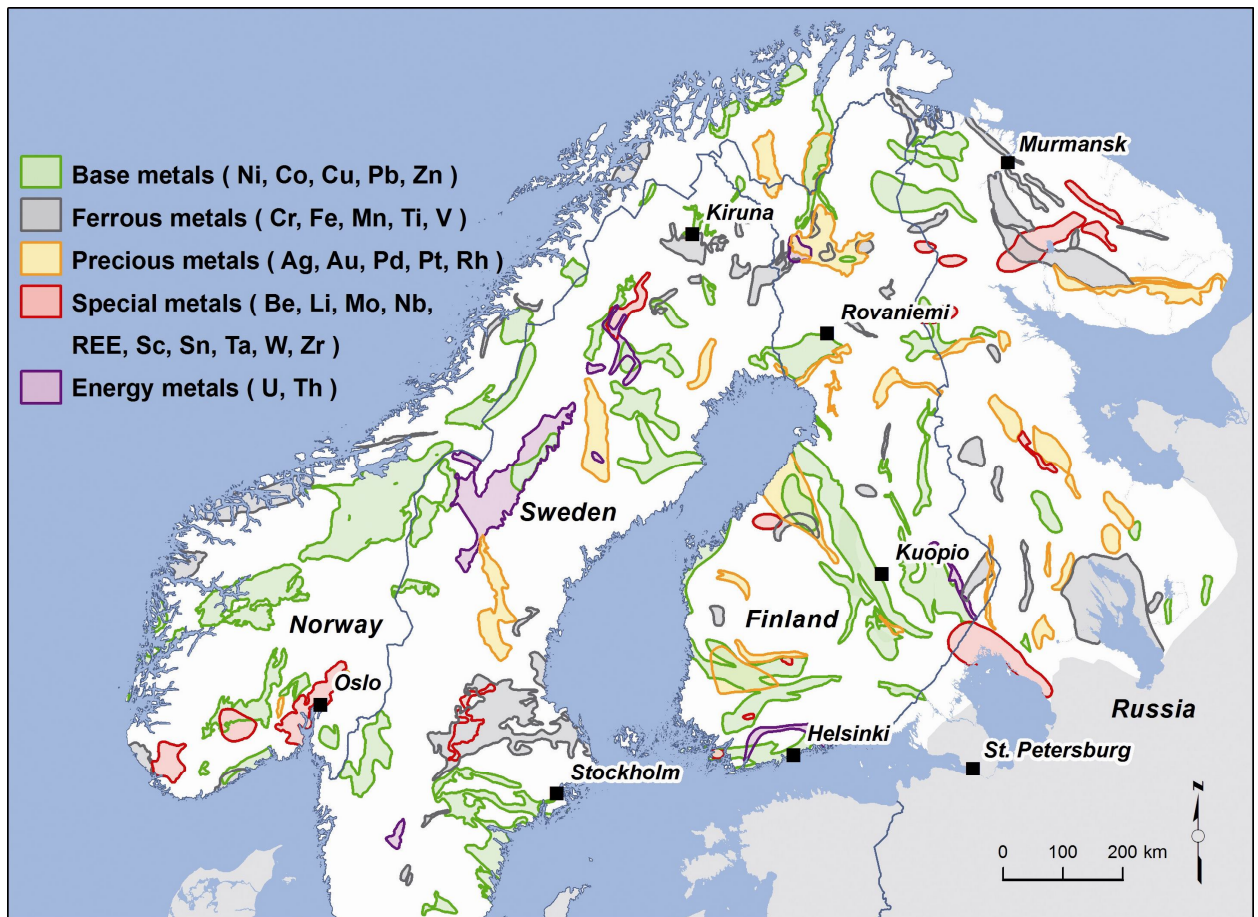 Base metals ( Ni, Co, Cu, Pb, Zn )
Ferrous metals ( Cr, Fe, Mn, Ti, V )
Precious metals ( Ag, Au, Pd, Pt, Rh )
Special metals ( Be, Li, Mo, Nb,
REE, Sc, Sn, Ta, W, Zr )
Energy metals ( U, Th )
Murmansk
Kiruna
Rovaniemi
Sweden
Kuopio
Norway
Finland
Oslo
Russia
Helsinki
St. Petersburg
Stockholm
N
0 100 200 km